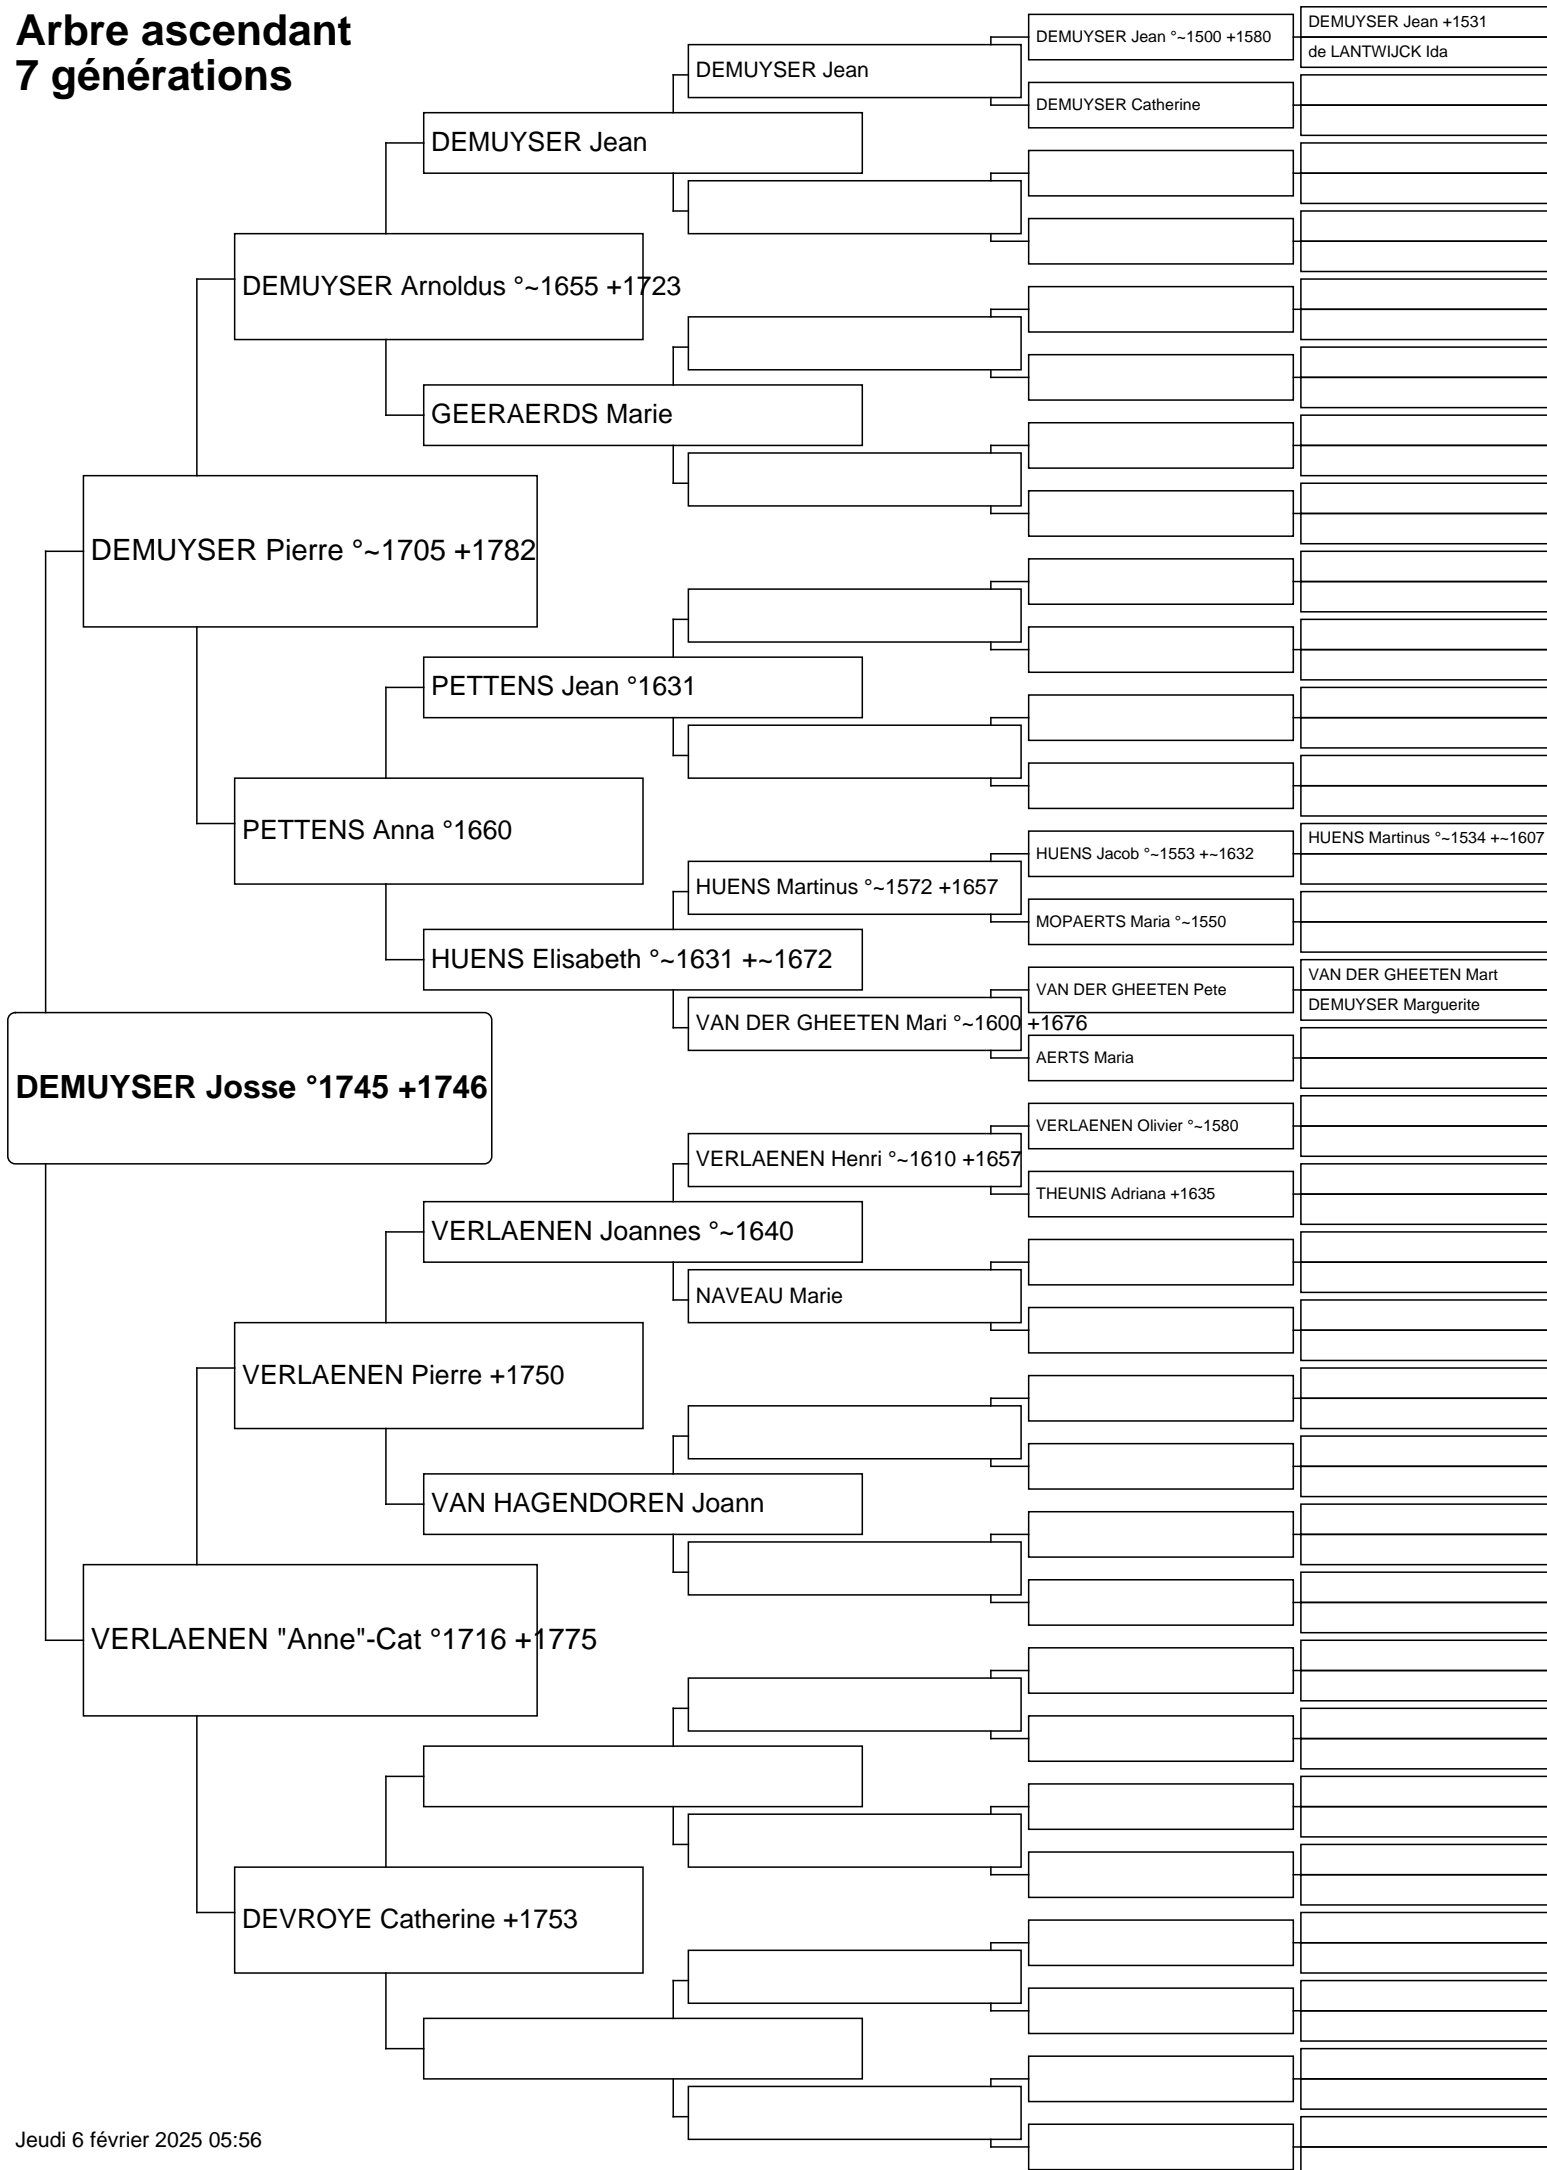 Arbre ascendant
7 générations
DEMUYSER Jean +1531
DEMUYSER Jean °~1500 +1580
de LANTWIJCK Ida
DEMUYSER Jean
DEMUYSER Catherine
DEMUYSER Jean
DEMUYSER Arnoldus °~1655 +1723
GEERAERDS Marie
DEMUYSER Pierre °~1705 +1782
PETTENS Jean °1631
PETTENS Anna °1660
HUENS Martinus °~1534 +~1607
HUENS Jacob °~1553 +~1632
HUENS Martinus °~1572 +1657
MOPAERTS Maria °~1550
HUENS Elisabeth °~1631 +~1672
VAN DER GHEETEN Mart
VAN DER GHEETEN Pete
DEMUYSER Marguerite
VAN DER GHEETEN Mari °~1600 +1676
AERTS Maria
DEMUYSER Josse °1745 +1746
VERLAENEN Olivier °~1580
VERLAENEN Henri °~1610 +1657
THEUNIS Adriana +1635
VERLAENEN Joannes °~1640
NAVEAU Marie
VERLAENEN Pierre +1750
VAN HAGENDOREN Joann
VERLAENEN "Anne"-Cat °1716 +1775
DEVROYE Catherine +1753
Jeudi 6 février 2025 05:56